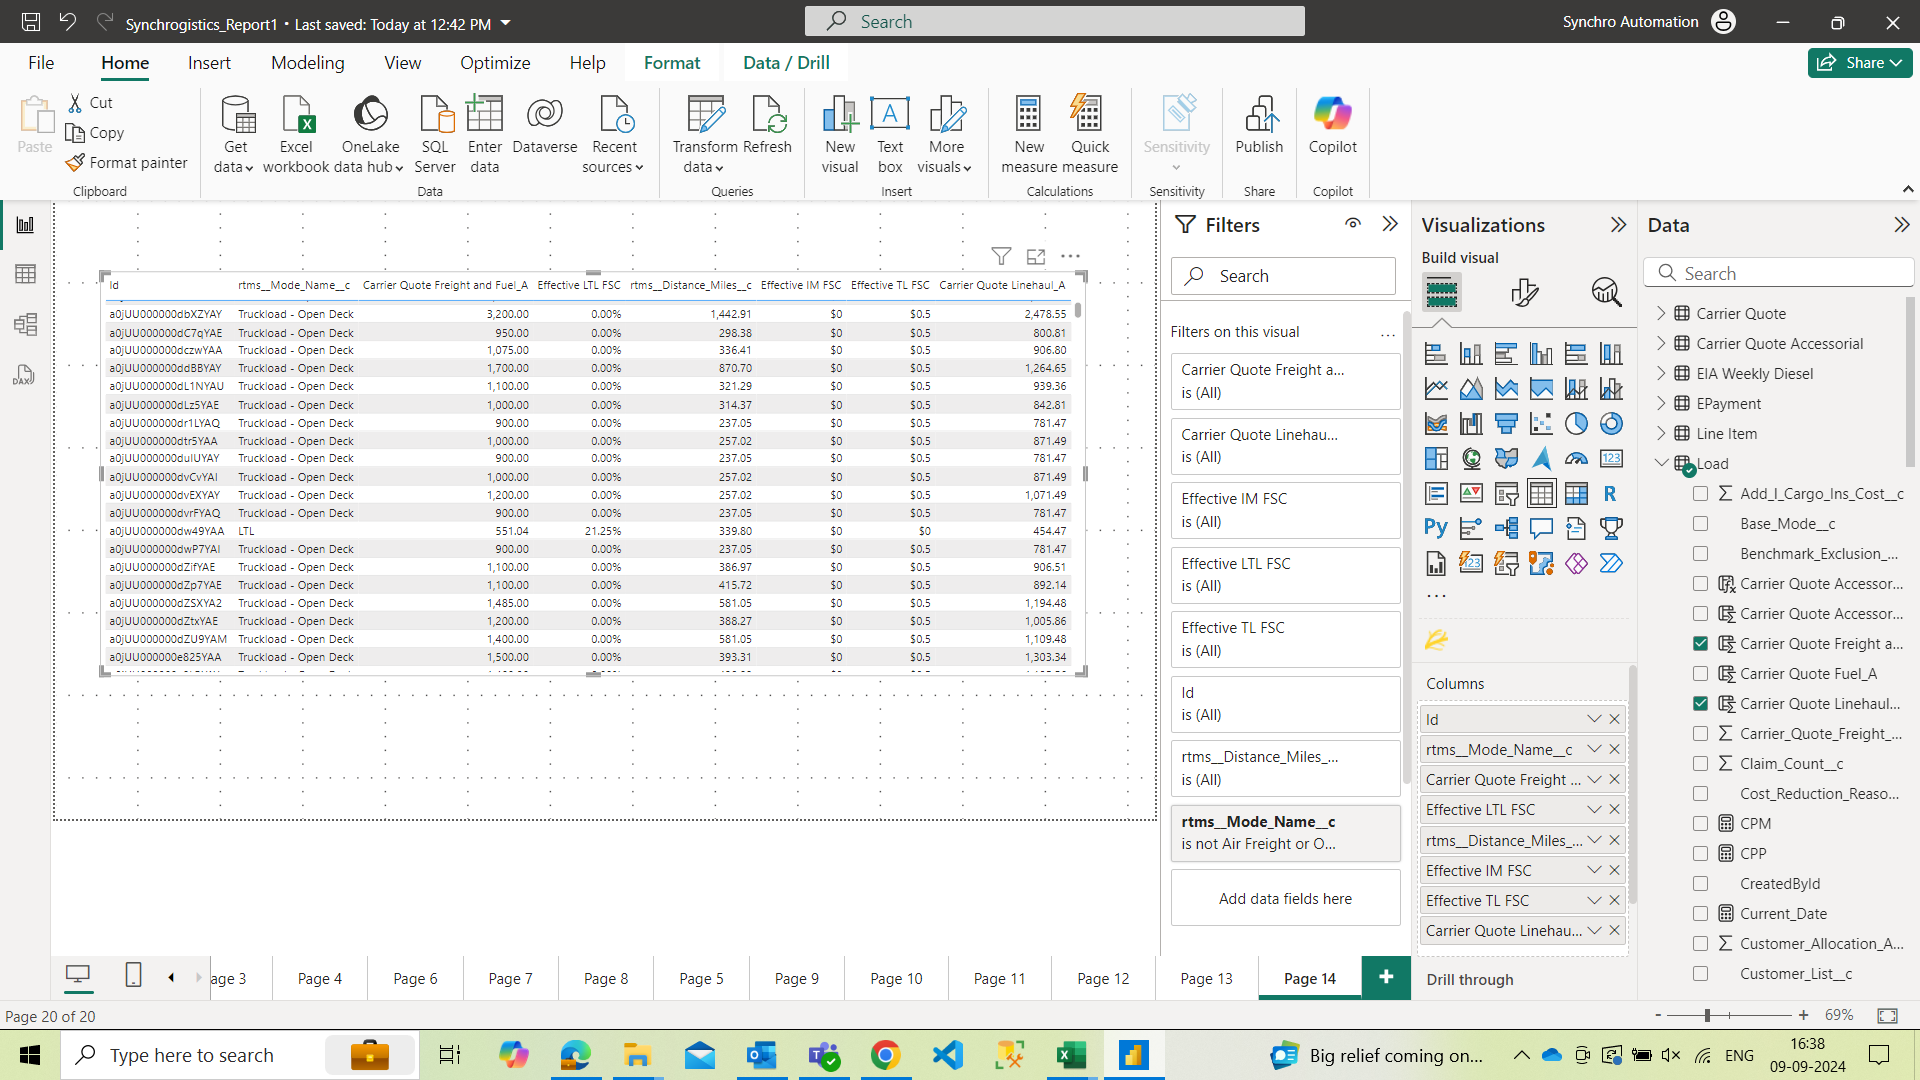 Synchrogistics_Report1 • Last saved: Today at 12:42 PM
Search
Synchro Automation
File
Home
Insert
Modeling
View
Optimize
Help
Format
Data / Drill
Share
Paste
Cut
Copy
Format painter
Clipboard
Get data
Excel workbook
OneLake data hub
SQL Server
Enter data
Dataverse
Recent sources
Data
Transform data
Refresh
Queries
New visual
Text box
More visuals
Insert
New measure
Quick measure
Calculations
Sensitivity
Sensitivity
Publish
Share
Copilot
Copilot
Id rtms__Mode_Name__c Carrier Quote Freight and Fuel_A Effective LTL FSC rtms__Distance_Miles__c Effective IM FSC Effective TL FSC Carrier Quote Linehaul_A
a0jUU000000dbXZYAY Truckload - Open Deck 3,200.00 0.00% 1,442.91 $0 $0.5 2,478.55
a0jUU000000dC7qYAE Truckload - Open Deck 950.00 0.00% 298.38 $0 $0.5 800.81
a0jUU000000dczwYAA Truckload - Open Deck 1,075.00 0.00% 336.41 $0 $0.5 906.80
a0jUU000000ddBBYAY Truckload - Open Deck 1,700.00 0.00% 870.70 $0 $0.5 1,264.65
a0jUU000000dL1NYAU Truckload - Open Deck 1,100.00 0.00% 321.29 $0 $0.5 939.36
a0jUU000000dLz5YAE Truckload - Open Deck 1,000.00 0.00% 314.37 $0 $0.5 842.81
a0jUU000000dr1LYAQ Truckload - Open Deck 900.00 0.00% 237.05 $0 $0.5 781.47
a0jUU000000dtr5YAA Truckload - Open Deck 1,000.00 0.00% 257.02 $0 $0.5 871.49
a0jUU000000duIUYAY Truckload - Open Deck 900.00 0.00% 237.05 $0 $0.5 781.47
a0jUU000000dvCvYAI Truckload - Open Deck 1,000.00 0.00% 257.02 $0 $0.5 871.49
a0jUU000000dvEXYAY Truckload - Open Deck 1,200.00 0.00% 257.02 $0 $0.5 1,071.49
a0jUU000000dvrFYAQ Truckload - Open Deck 900.00 0.00% 237.05 $0 $0.5 781.47
a0jUU000000dw49YAA LTL 551.04 21.25% 339.80 $0 $0 454.47
a0jUU000000dwP7YAI Truckload - Open Deck 900.00 0.00% 237.05 $0 $0.5 781.47
a0jUU000000dZifYAE Truckload - Open Deck 1,100.00 0.00% 386.97 $0 $0.5 906.51
a0jUU000000dZp7YAE Truckload - Open Deck 1,100.00 0.00% 415.72 $0 $0.5 892.14
a0jUU000000dZSXYA2 Truckload - Open Deck 1,485.00 0.00% 581.05 $0 $0.5 1,194.48
a0jUU000000dZtxYAE Truckload - Open Deck 1,200.00 0.00% 388.27 $0 $0.5 1,005.86
a0jUU000000dZU9YAM Truckload - Open Deck 1,400.00 0.00% 581.05 $0 $0.5 1,109.48
a0jUU000000e825YAA Truckload - Open Deck 1,500.00 0.00% 393.31 $0 $0.5 1,303.34
Filters
Search
Filters on this visual
Carrier Quote Freight a...
is (All)
Carrier Quote Linehau...
is (All)
Effective IM FSC
is (All)
Effective LTL FSC
is (All)
Effective TL FSC
is (All)
Id
is (All)
rtms__Distance_Miles_...
is (All)
rtms__Mode_Name__c
is not Air Freight or O...
Add data fields here
Visualizations
Build visual
Columns
Id
rtms__Mode_Name__c
Carrier Quote Freight ...
Effective LTL FSC
rtms__Distance_Miles_...
Effective IM FSC
Effective TL FSC
Carrier Quote Linehau...
Drill through
Data
Search
Carrier Quote
Carrier Quote Accessorial
EIA Weekly Diesel
EPayment
Line Item
Load
Add_l_Cargo_Ins_Cost__c
Base_Mode__c
Benchmark_Exclusion_...
Carrier Quote Accessor...
Carrier Quote Accessor...
Carrier Quote Freight a...
Carrier Quote Fuel_A
Carrier Quote Linehaul...
Carrier_Quote_Freight_...
Claim_Count__c
Cost_Reduction_Reaso...
CPM
CPP
CreatedById
Current_Date
Customer_Allocation_A...
Customer_List__c
age 3
Page 4
Page 6
Page 7
Page 8
Page 5
Page 9
Page 10
Page 11
Page 12
Page 13
Page 14
Page 20 of 20
69%
Type here to search
Big relief coming on...
ENG
16:38
09-09-2024